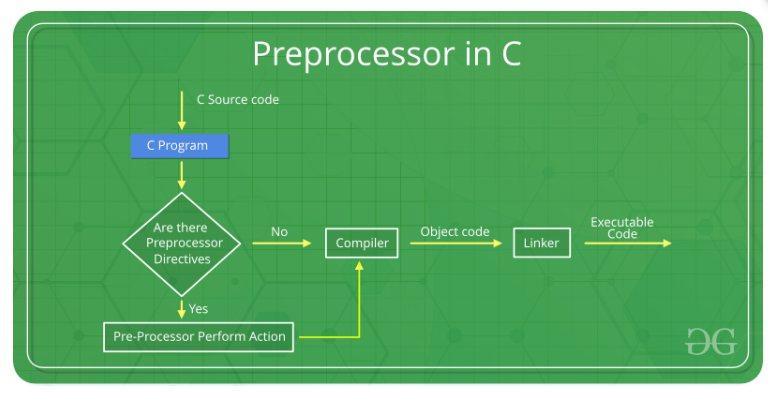 Preprocessor in C
C Source code
C Program
Are there
Preprocessor
Directives
No
Compiler
Object code
Linker
Executable
Code
Yes
Pre-Processor Perform Action